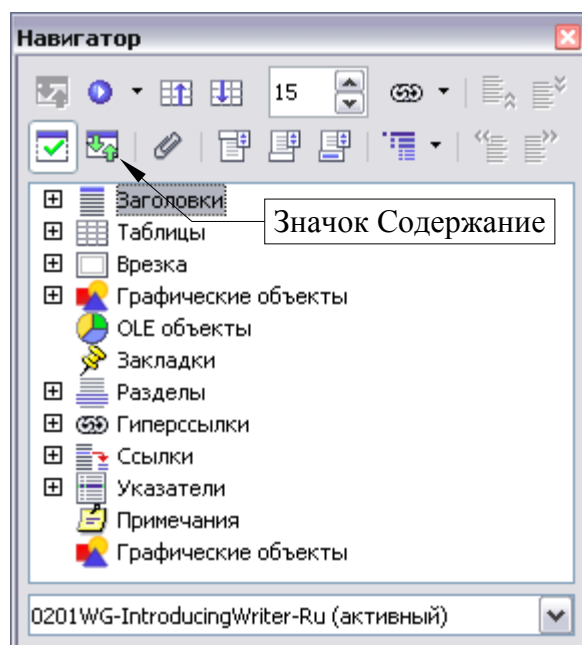 Навигатор
15
Заголовки
Значок Содержание
Таблицы
Врезка
Графические объекты
OLE объекты
Закладки
Разделы
Гиперссылки
Ссылки
Указатели
Примечания
Графические объекты
0201WG-IntroducingWriter-Ru (активный)